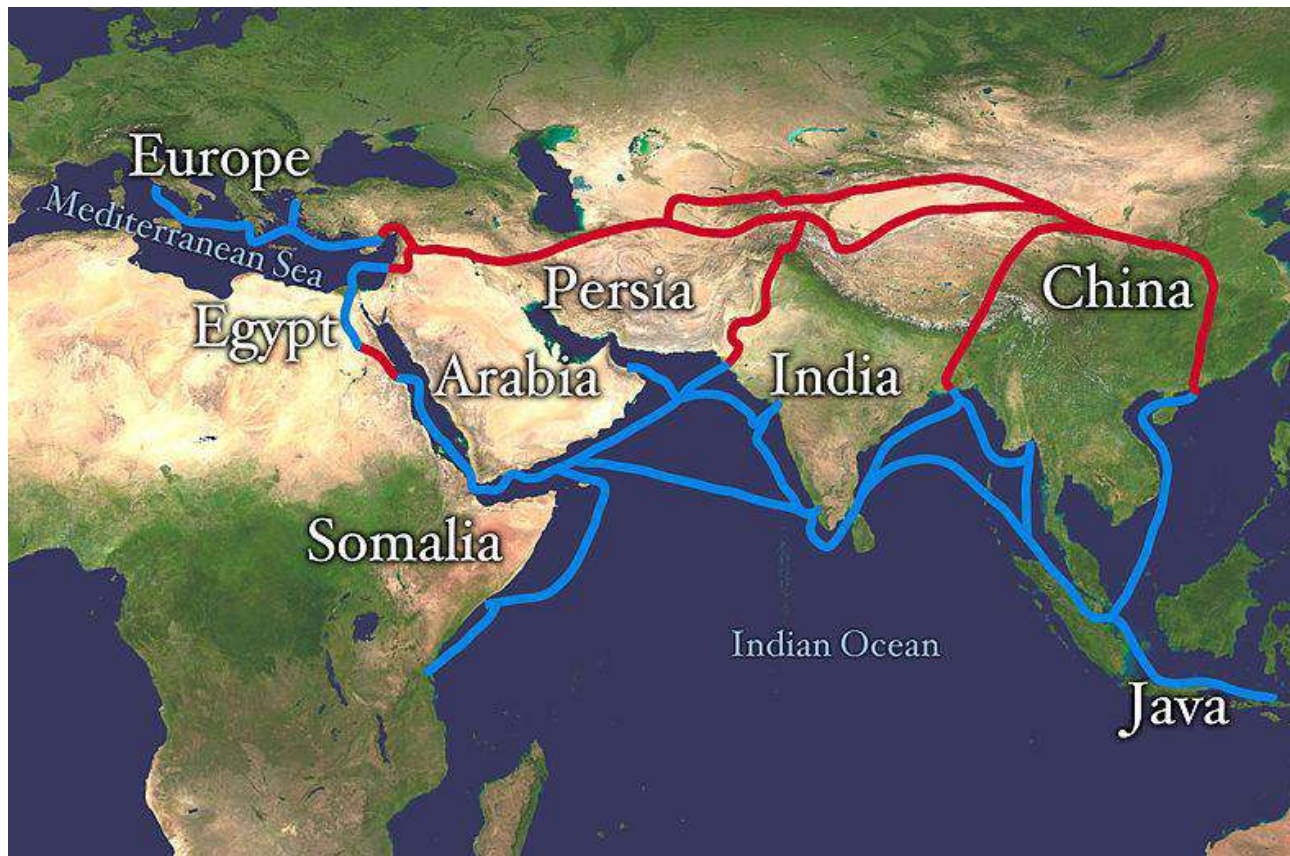 Europe
Mediterranean Sea
Egypt
Persia
China
Arabia
India
Somalia
Indian Ocean
Java